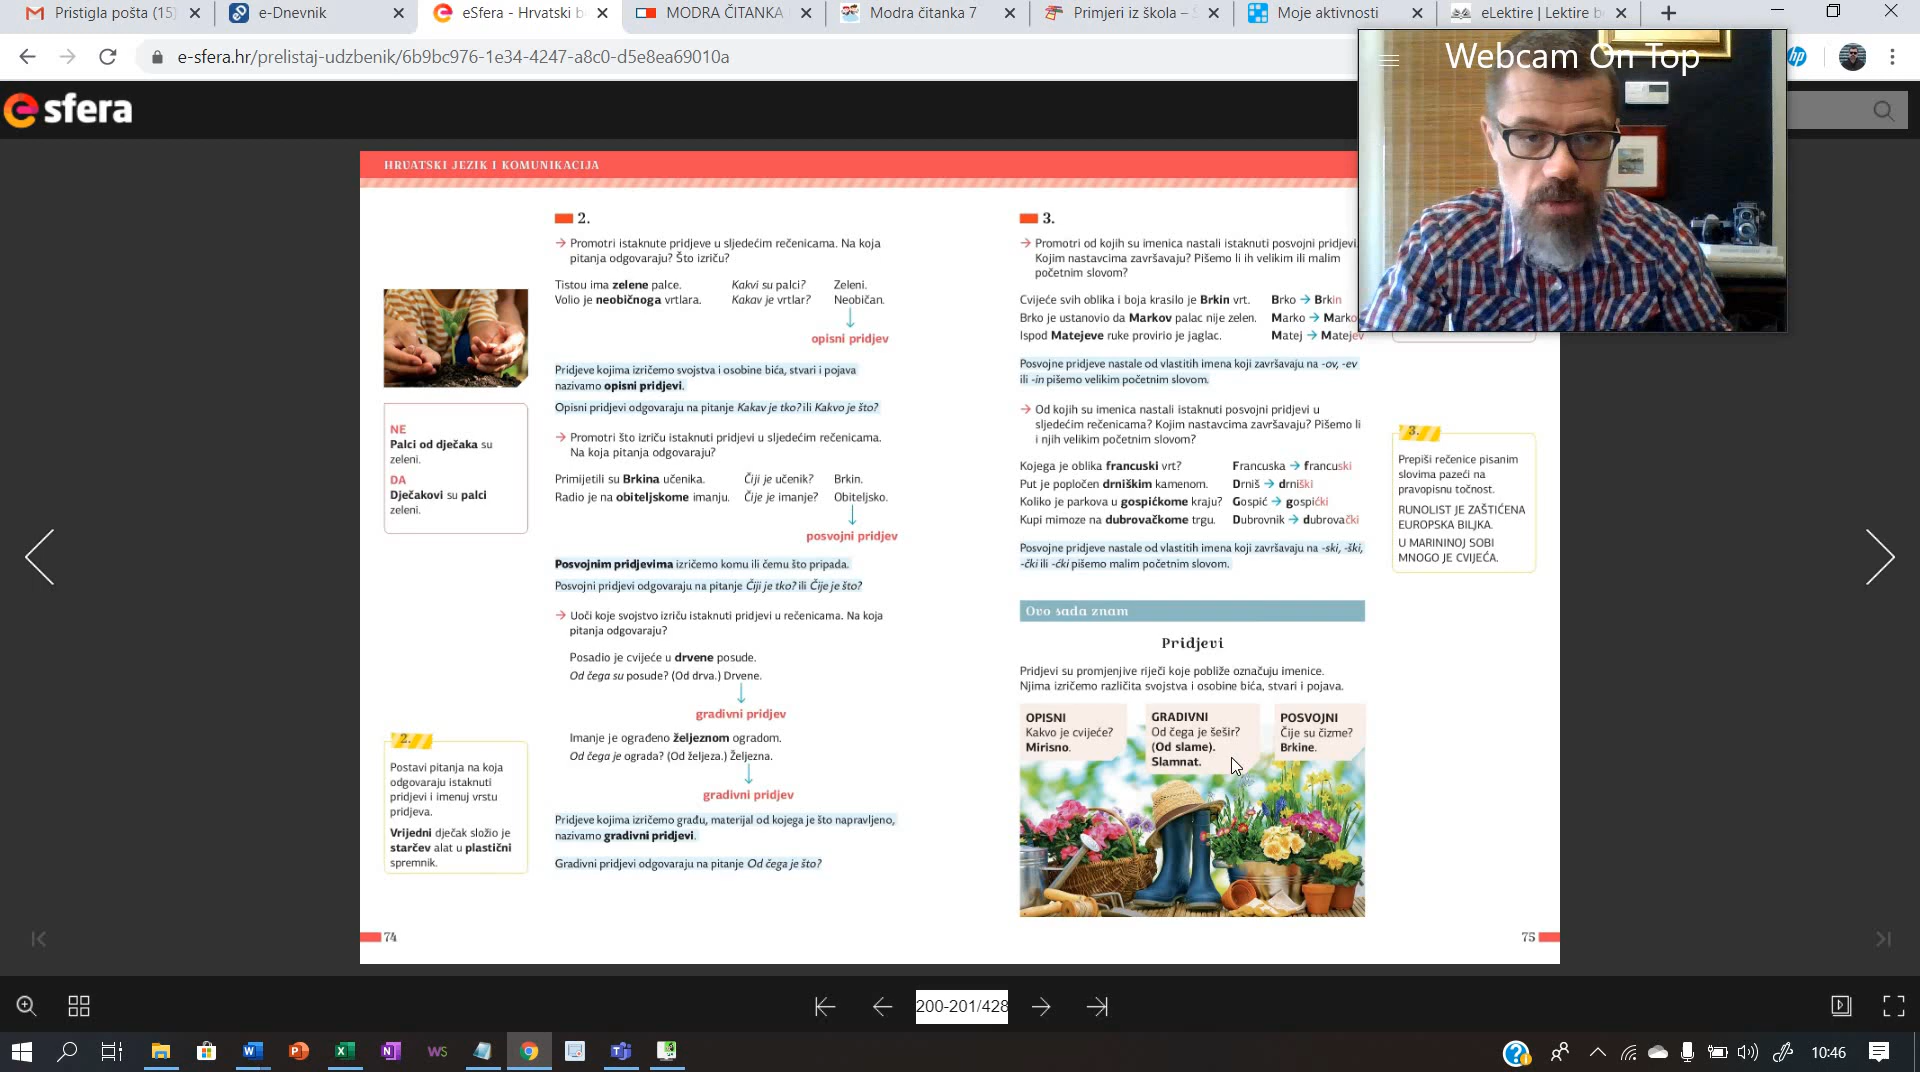 Pristigla pošta (15)
e-Dnevnik
eSfera - Hrvatski b
MODRA ČITANKA
Modra čitanka 7
Primjeri iz škola –
Moje aktivnosti
eLektire | Lektire b
e-sfera.hr/prelistaj-udzbenik/6b9bc976-1e34-4247-a8c0-d5e8ea69010a
hp
Webcam On Top
e sfera
HRVATSKI JEZIK I KOMUNIKACIJA
2.
→ Promotri istaknute pridjeve u sljedećim rečenicama. Na koja
pitanja odgovaraju? Što izriču?
Tistou ima zelene palce. Kakvi su palci? Zeleni.
Volio je neobičnoga vrtlara. Kakav je vrtlar? Neobičan.
opisni pridjev
Pridjeve kojima izričemo svojstva i osobine bića, stvari i pojava
nazivamo opisni pridjevi.
Opisni pridjevi odgovaraju na pitanje Kakav je tko? ili Kakvo je što?
→ Promotri što izriču istaknuti pridjevi u sljedećim rečenicama.
Na koja pitanja odgovaraju?
Primijetili su Brkina učenika. Čiji je učenik? Brkin.
Radio je na obiteljskome imanju. Čije je imanje? Obiteljsko.
posvojni pridjev
Posvojnim pridjevima izričemo komu ili čemu što pripada.
Posvojni pridjevi odgovaraju na pitanje Čiji je tko? ili Čije je što?
→ Uoči koje svojstvo izriču istaknuti pridjevi u rečenicama. Na koja
pitanja odgovaraju?
Posadio je cvijeće u drvene posude.
Od čega su posude? (Od drva.) Drvene.
gradivni pridjev
Imanje je ograđeno željeznom ogradom.
Od čega je ograda? (Od željeza.) Željezna.
gradivni pridjev
Pridjeve kojima izričemo građu, materijal od kojega je što napravljeno,
nazivamo gradivni pridjevi.
Gradivni pridjevi odgovaraju na pitanje Od čega je što?
NE
Palci od dječaka su
zeleni.
DA
Dječakovi su palci
zeleni.
2.
Postavi pitanja na koja
odgovaraju istaknuti
pridjevi i imenuj vrstu
pridjeva.
Vrijedni dječak složio je
starčev alat u plastični
spremnik.
74
3.
→ Promotri od kojih su imenica nastali istaknuti posvojni pridjevi.
Kojim nastavcima završavaju? Pišemo li ih velikim ili malim
početnim slovom?
Cvijeće svih oblika i boja krasilo je Brkin vrt. Brko → Brkin
Brko je ustanovio da Markov palac nije zelen. Marko → Marko
Ispod Matejeve ruke provirio je jaglac. Matej → Matejev
Posvojne pridjeve nastale od vlastitih imena koji završavaju na -ov, -ev
ili -in pišemo velikim početnim slovom.
→ Od kojih su imenica nastali istaknuti posvojni pridjevi u
sljedećim rečenicama? Kojim nastavcima završavaju? Pišemo li
i njih velikim početnim slovom?
Kojega je oblika francuski vrt? Francuska → francuski
Put je popločen drniškim kamenom. Drniš → drniški
Koliko je parkova u gospićkome kraju? Gospić → gospićki
Kupi mimoze na dubrovačkome trgu. Dubrovnik → dubrovački
Posvojne pridjeve nastale od vlastitih imena koji završavaju na -ski, -ški,
-čki ili -ćki pišemo malim početnim slovom.
Ovo sada znam
Pridjevi
Pridjevi su promjenjive riječi koje pobliže označuju imenice.
Njima izričemo različita svojstva i osobine bića, stvari i pojava.
OPISNI
Kakvo je cvijeće?
Mirisno.
GRADIVNI
Od čega je šešir?
(Od slame).
Slamnat.
POSVOJNI
Čije su čizme?
Brkine.
3.
Prepiši rečenice pisanim
slovima pazeći na
pravopisnu točnost.
RUNOLIST JE ZAŠTIĆENA
EUROPSKA BILJKA.
U MARININOJ SOBI
MNOGO JE CVIJEĆA.
75
200-201/428
10:46